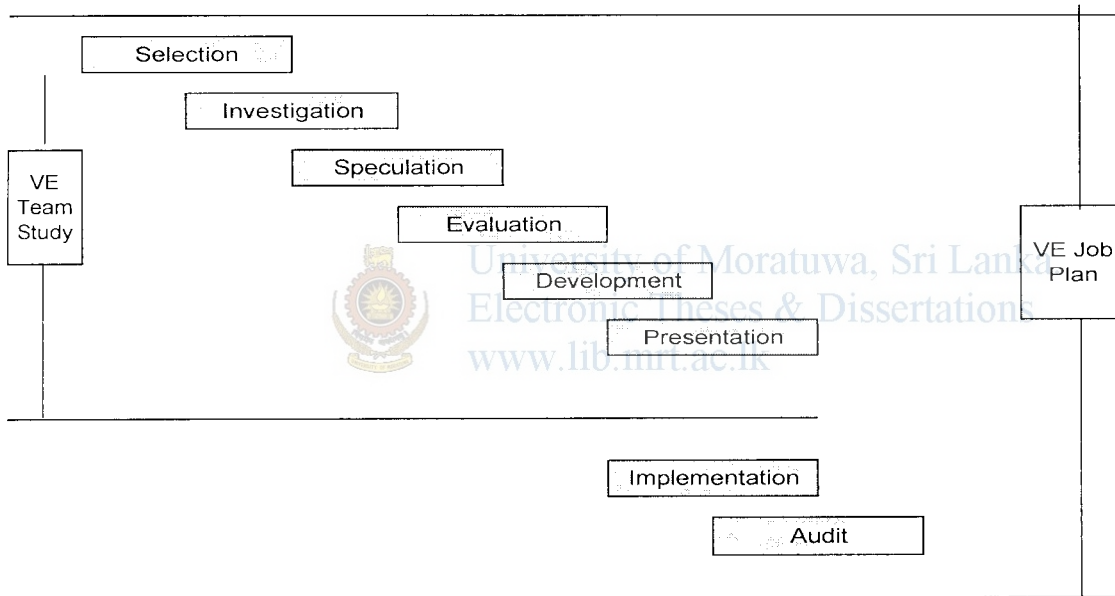 Selection
Investigation
Speculation
VE
Team
Study
Evaluation
VE Job
Plan
University of Moratuwa, Sri Lanka
Development
Electronic Theses & Dissertations
Presentation
www.lib.mrt.ac.lk
Implementation
Audit